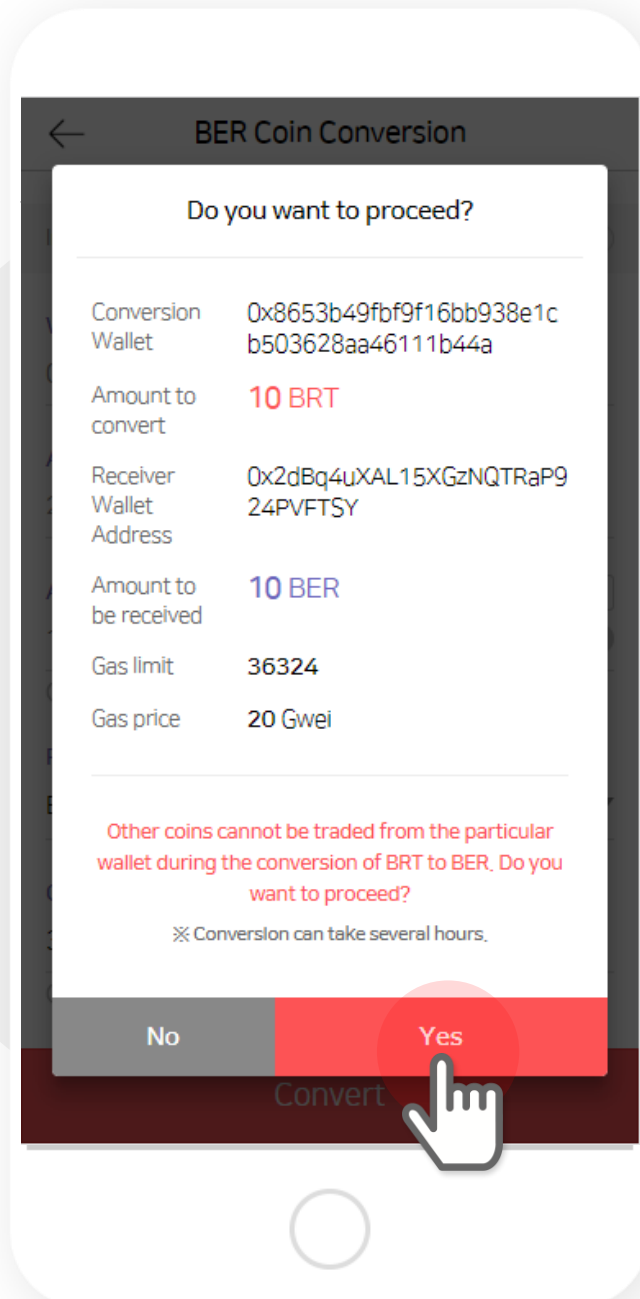 BER Coin Conversion
Do you want to proceed?
Conversion
Wallet
0x8653b49fbf9f16bb938e1c
b503628aa46111b44a
Amount to
convert
10 BRT
Receiver
Wallet
Address
0x2dBq4uXAL15XGzNQTRaP9
24PVFTSY
Amount to
be received
10 BER
Gas limit
36324
Gas price
20 Gwei
Other coins cannot be traded from the particular
wallet during the conversion of BRT to BER. Do you
want to proceed?
※ Conversion can take several hours.
No
Yes
Convert